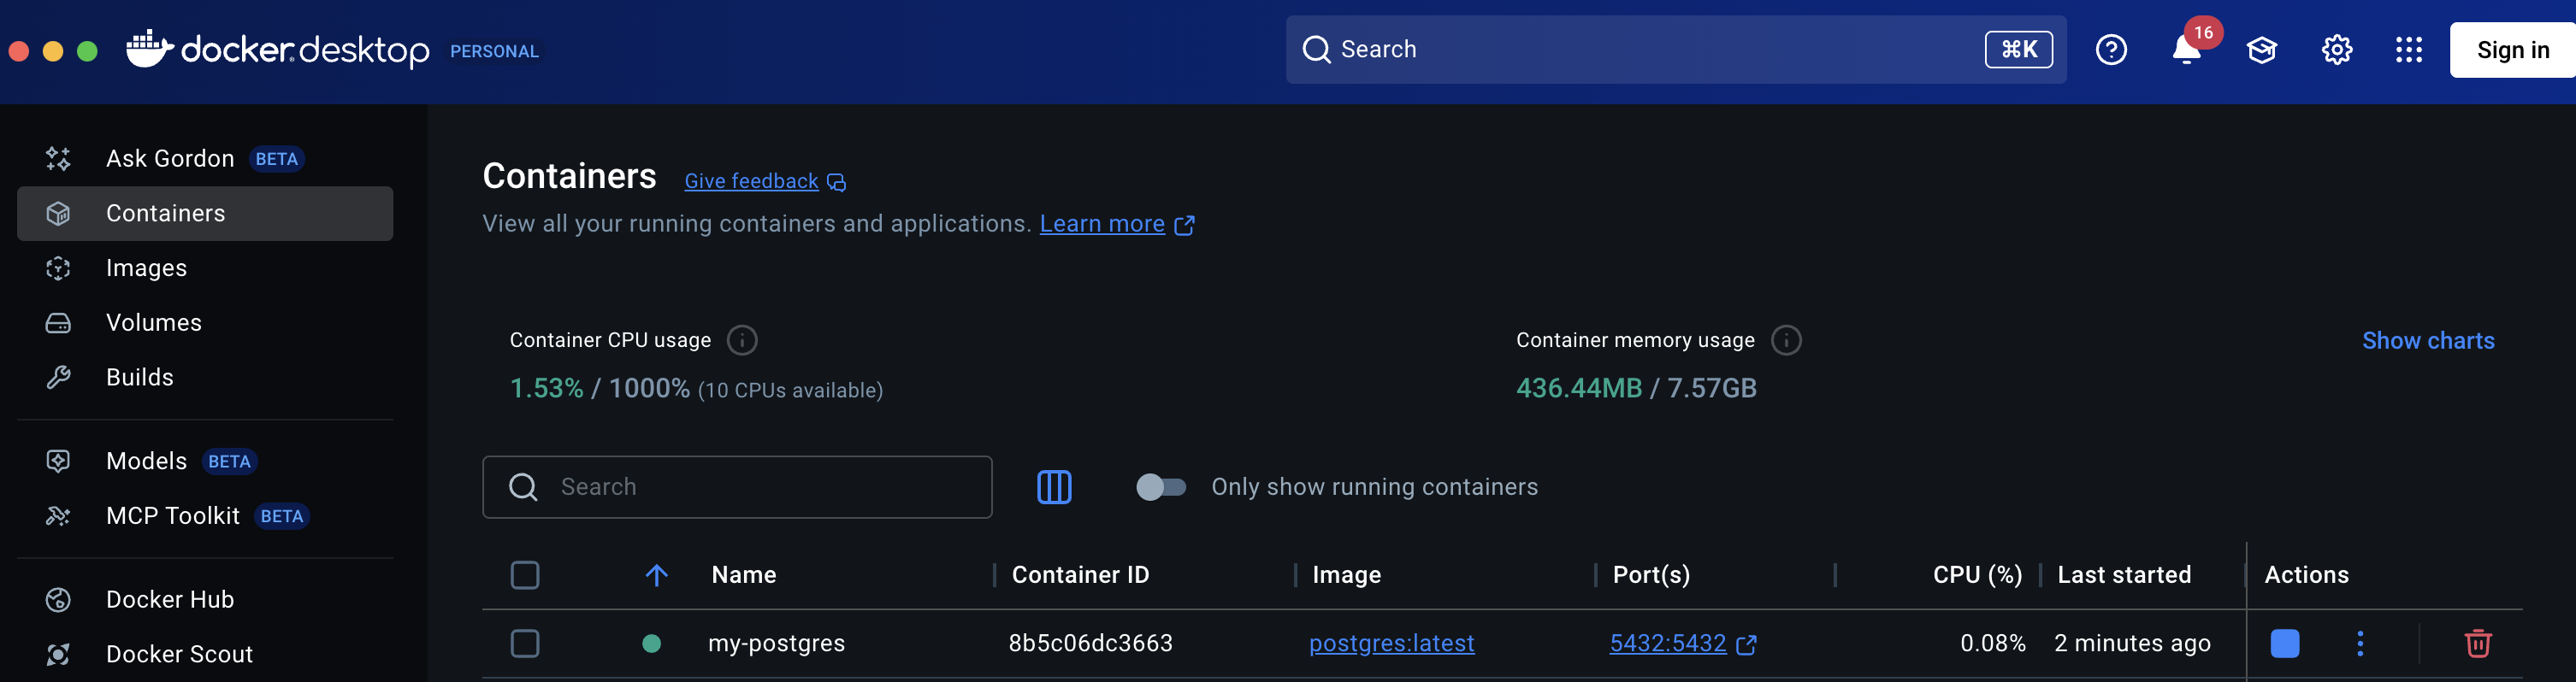 docker desktop PERSONAL
Search ⌘K
16
Sign in
Ask Gordon BETA
Containers
Images
Volumes
Builds
Models BETA
MCP Toolkit BETA
Docker Hub
Docker Scout
Containers Give feedback
View all your running containers and applications. Learn more
Container CPU usage
1.53% / 1000% (10 CPUs available)
Container memory usage
436.44MB / 7.57GB
Show charts
Search
Only show running containers
Name Container ID Image Port(s) CPU (%) Last started Actions
my-postgres 8b5c06dc3663 postgres:latest 5432:5432 0.08% 2 minutes ago